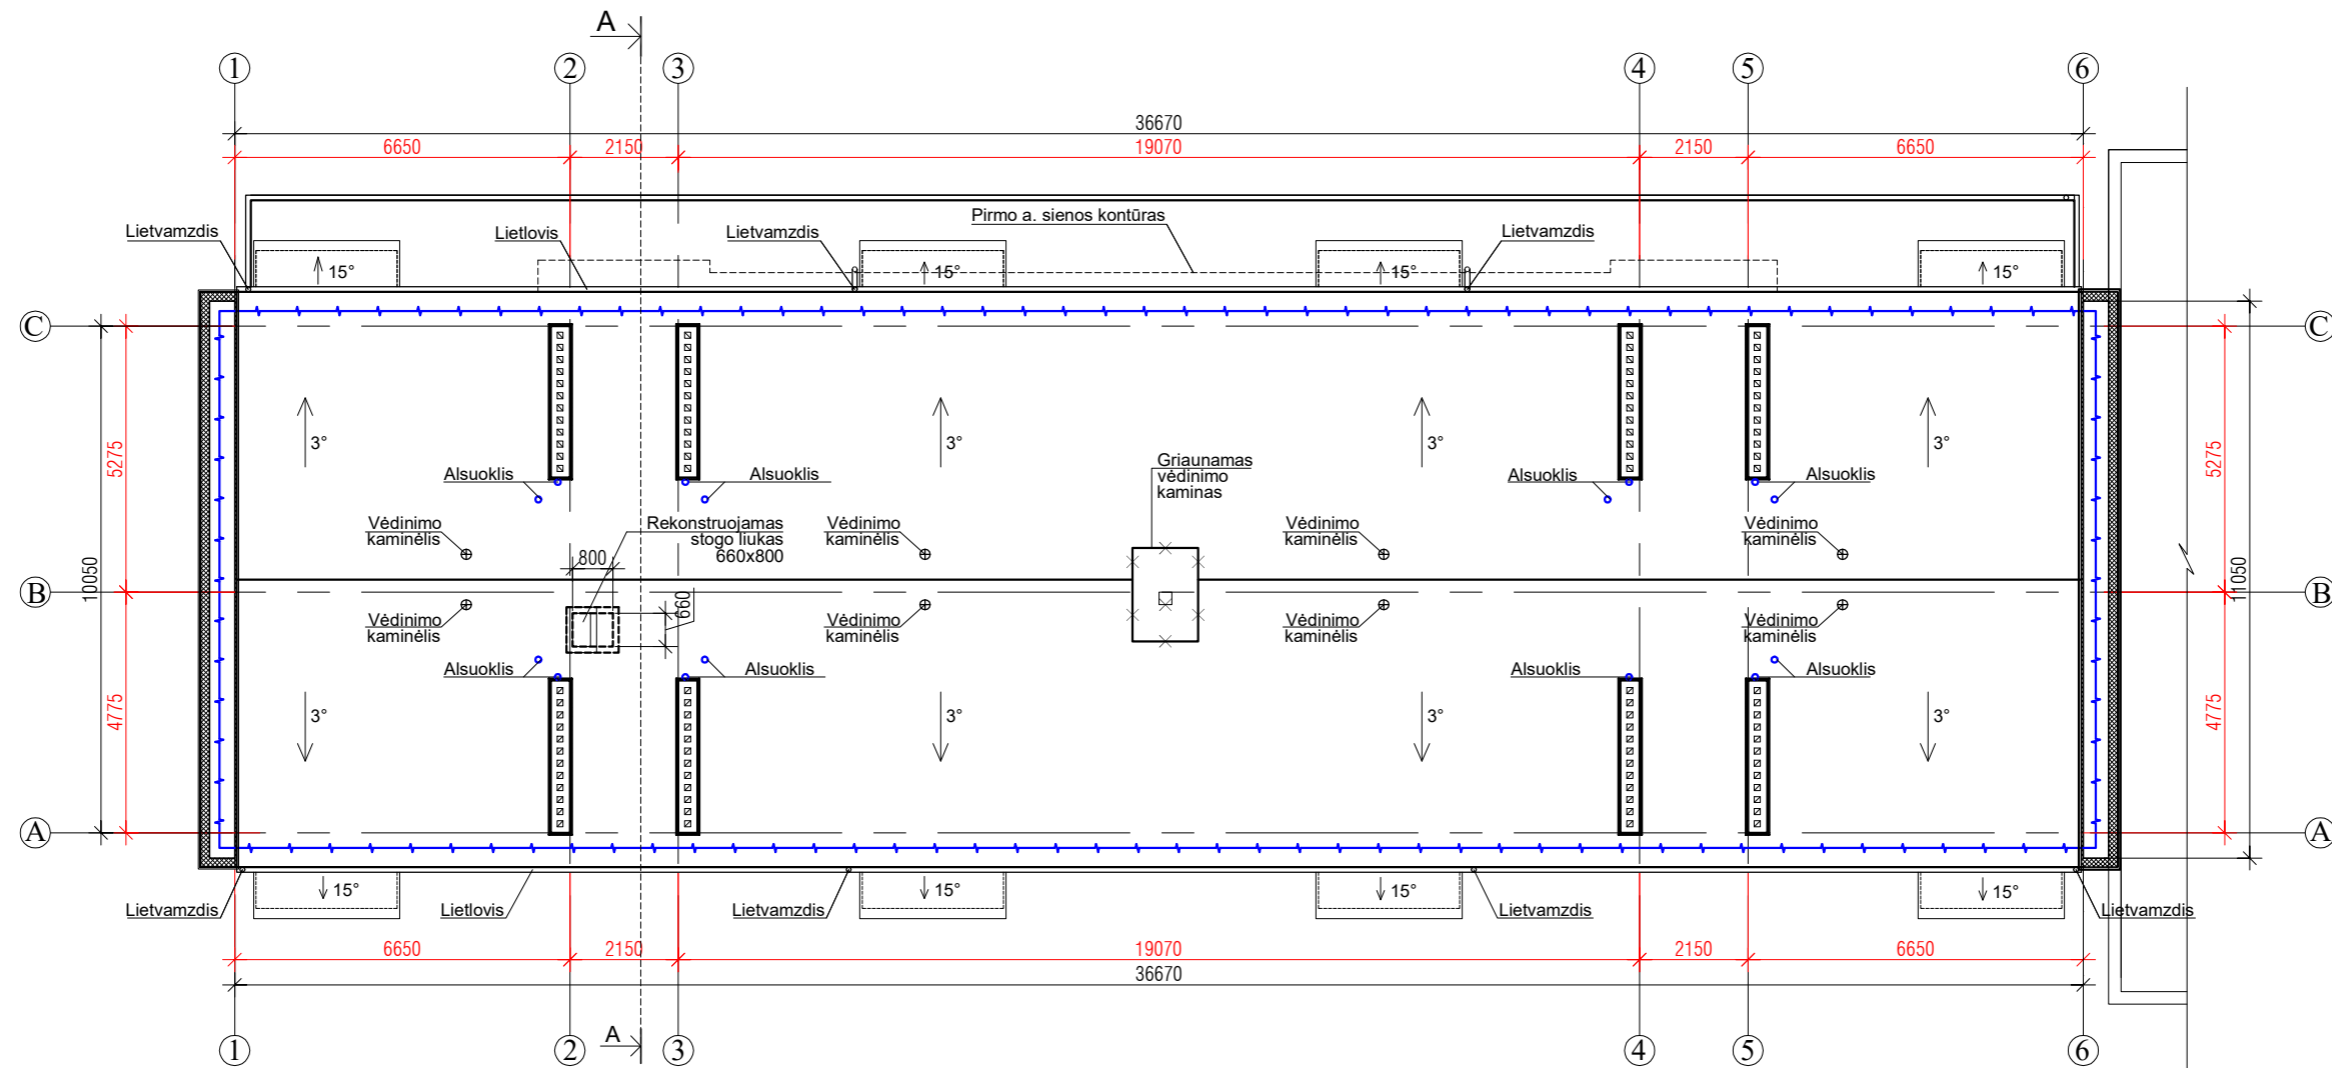 A
1 2 3 4 5 6
36670
6650 2150 19070 2150 6650
Pirmo a. sienos kontūras
Lietvamzdis Lietlovis Lietvamzdis Lietvamzdis
15° 15° 15° 15°
C C
3° 3° 3° 3°
5275 5275
Griaunamas
vėdinimo
kaminas
Alsuoklis Alsuoklis Alsuoklis Alsuoklis
Vėdinimo
kaminėlis
Rekonstruojamas
stogo liukas
660x800
Vėdinimo
kaminėlis
Vėdinimo
kaminėlis
Vėdinimo
kaminėlis
800
10050 11050
B B
660
Vėdinimo
kaminėlis
Vėdinimo
kaminėlis
Vėdinimo
kaminėlis
Vėdinimo
kaminėlis
Alsuoklis Alsuoklis Alsuoklis Alsuoklis
4775 4775
3° 3° 3° 3°
A A
15° 15° 15° 15°
Lietvamzdis Lietlovis Lietvamzdis Lietvamzdis Lietvamzdis
6650 2150 19070 2150 6650
36670
A
1 2 3 4 5 6